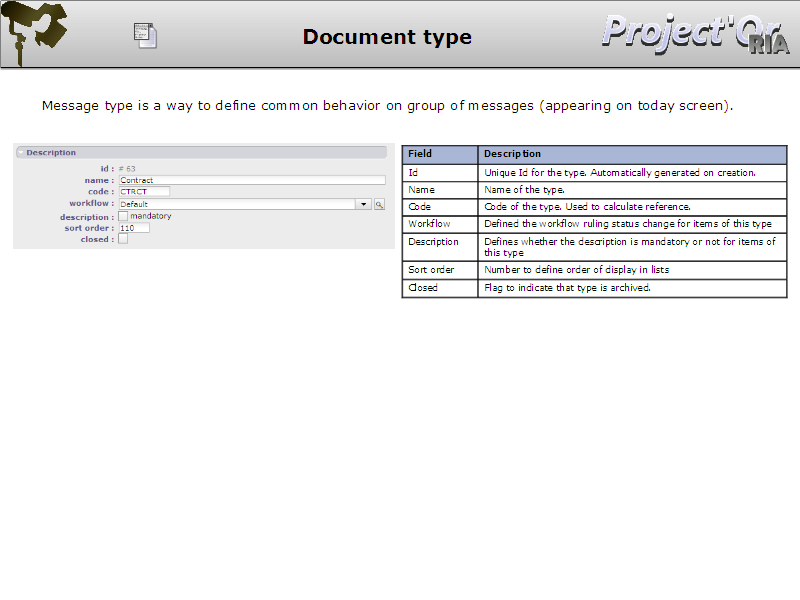 Document type
Project'Or
RIA
Message type is a way to define common behavior on group of messages (appearing on today screen).
Description
id : # 63
name : Contract
code : CTRCT
workflow : Default
description : mandatory
sort order : 110
closed :
Field Description
Id Unique Id for the type. Automatically generated on creation.
Name Name of the type.
Code Code of the type. Used to calculate reference.
Workflow Defined the workflow ruling status change for items of this type
Description Defines whether the description is mandatory or not for items of
this type
Sort order Number to define order of display in lists
Closed Flag to indicate that type is archived.